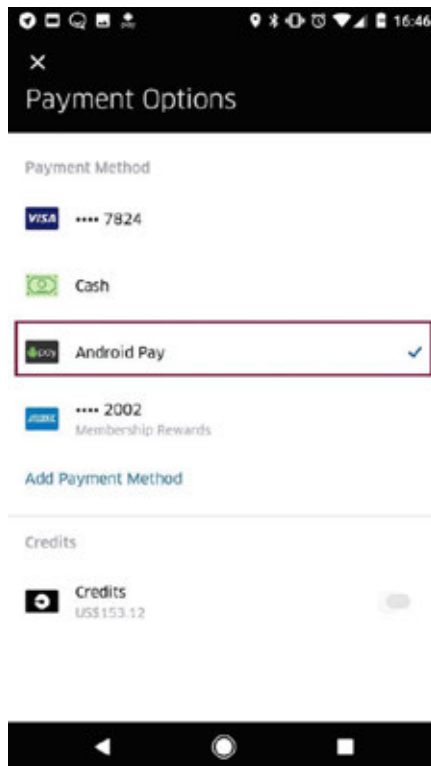 16:46
Payment Options
Payment Method
VISA •••• 7824
Cash
pay Android Pay
•••• 2002
Membership Rewards
Add Payment Method
Credits
Credits
US$153.12